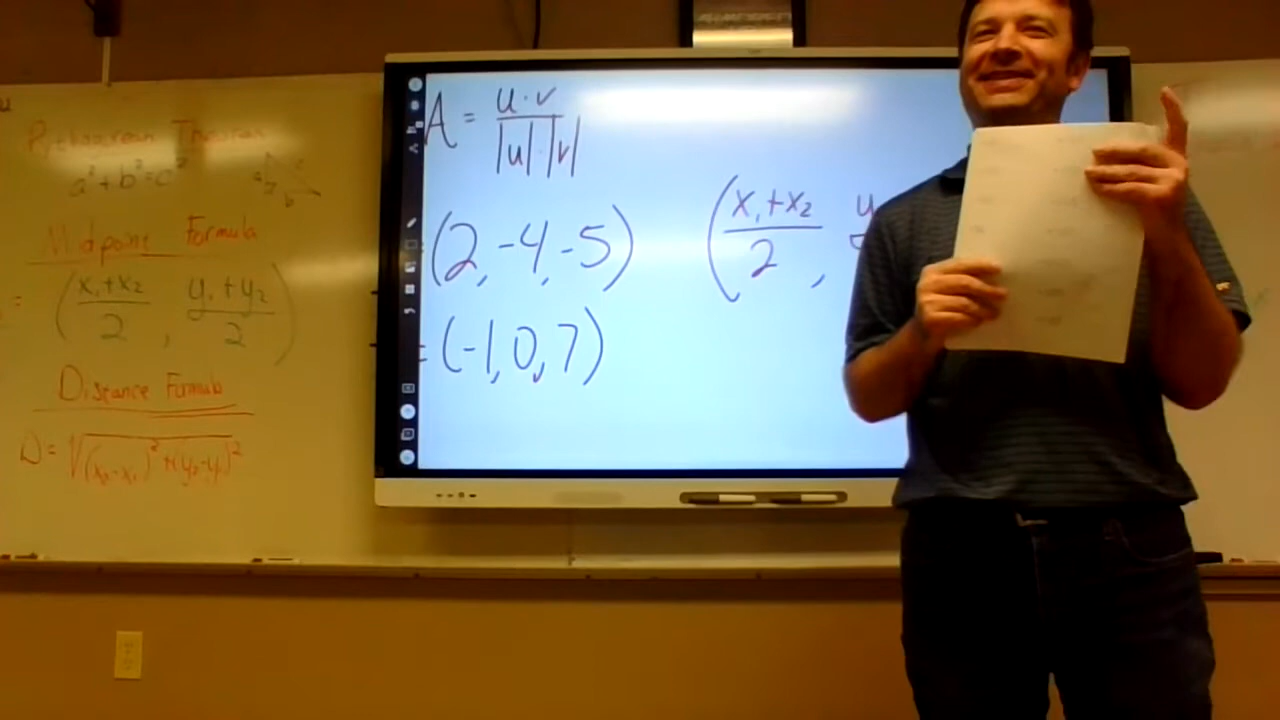 Pythagorean Theorem
a²+b²=c²
Midpoint Formula
= (x₁+x₂/2, y₁+y₂/2)
Distance Formula
D=√(x₂-x₁)²+(y₂-y₁)²
A = u·v/|u|·|v|
(2,-4,-5)
= (-1,0,7)
(x₁+x₂/2, y